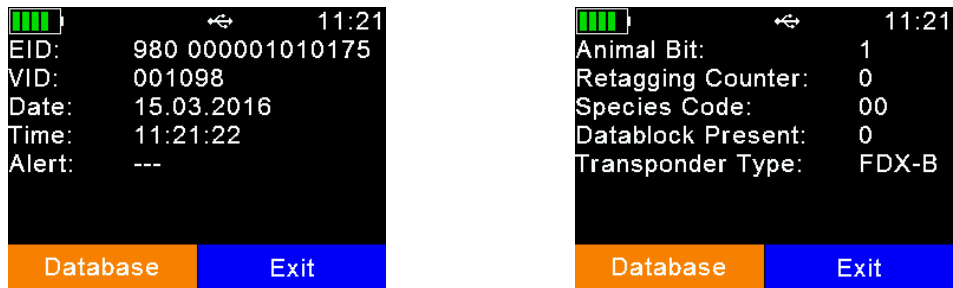 11:21
EID: 980 000001010175
VID: 001098
Date: 15.03.2016
Time: 11:21:22
Alert: ---
Database Exit
11:21
Animal Bit: 1
Retagging Counter: 0
Species Code: 00
Datablock Present: 0
Transponder Type: FDX-B
Database Exit